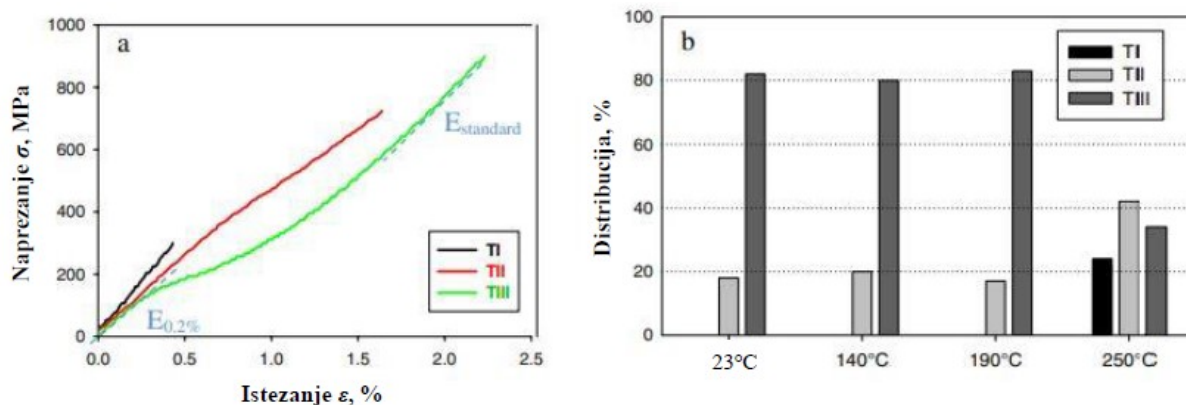 a
Naprezanje σ, MPa
1000
800
600
400
200
0
E_standard
E_0.2%
TI
TII
TIII
0.0 0.5 1.0 1.5 2.0 2.5
Istezanje ε, %
b
Distribucija, %
100
80
60
40
20
0
TI
TII
TIII
23°C 140°C 190°C 250°C